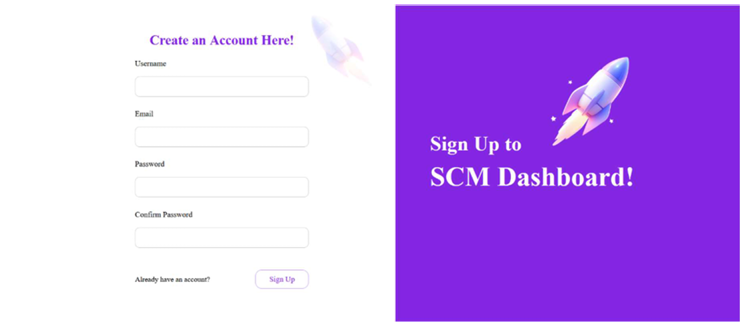 Create an Account Here!
Username
Email
Password
Confirm Password
Already have an account?
Sign Up
Sign Up to
SCM Dashboard!